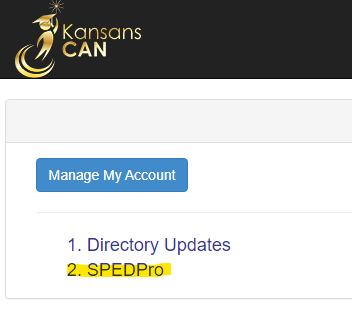 Kansans
CAN
Manage My Account
1. Directory Updates
2. SPEDPro